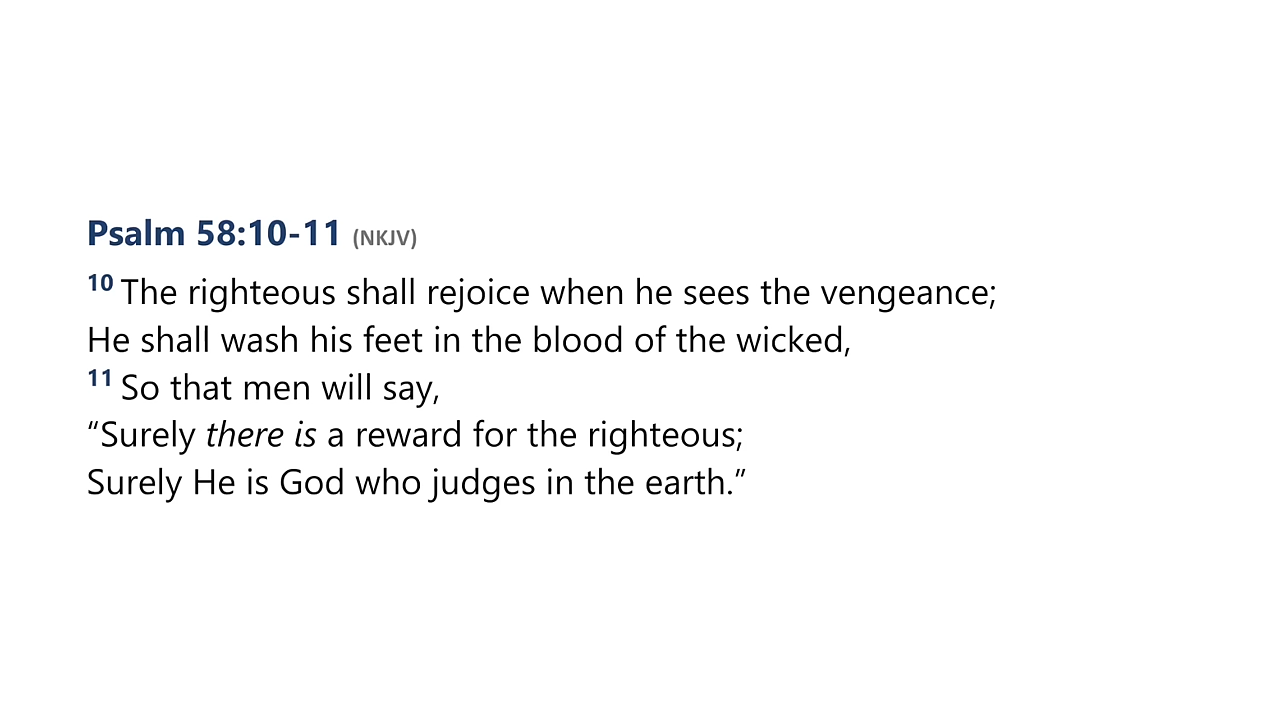 Psalm 58:10-11 (NKJV)
10 The righteous shall rejoice when he sees the vengeance;
He shall wash his feet in the blood of the wicked,
11 So that men will say,
“Surely there is a reward for the righteous;
Surely He is God who judges in the earth.”